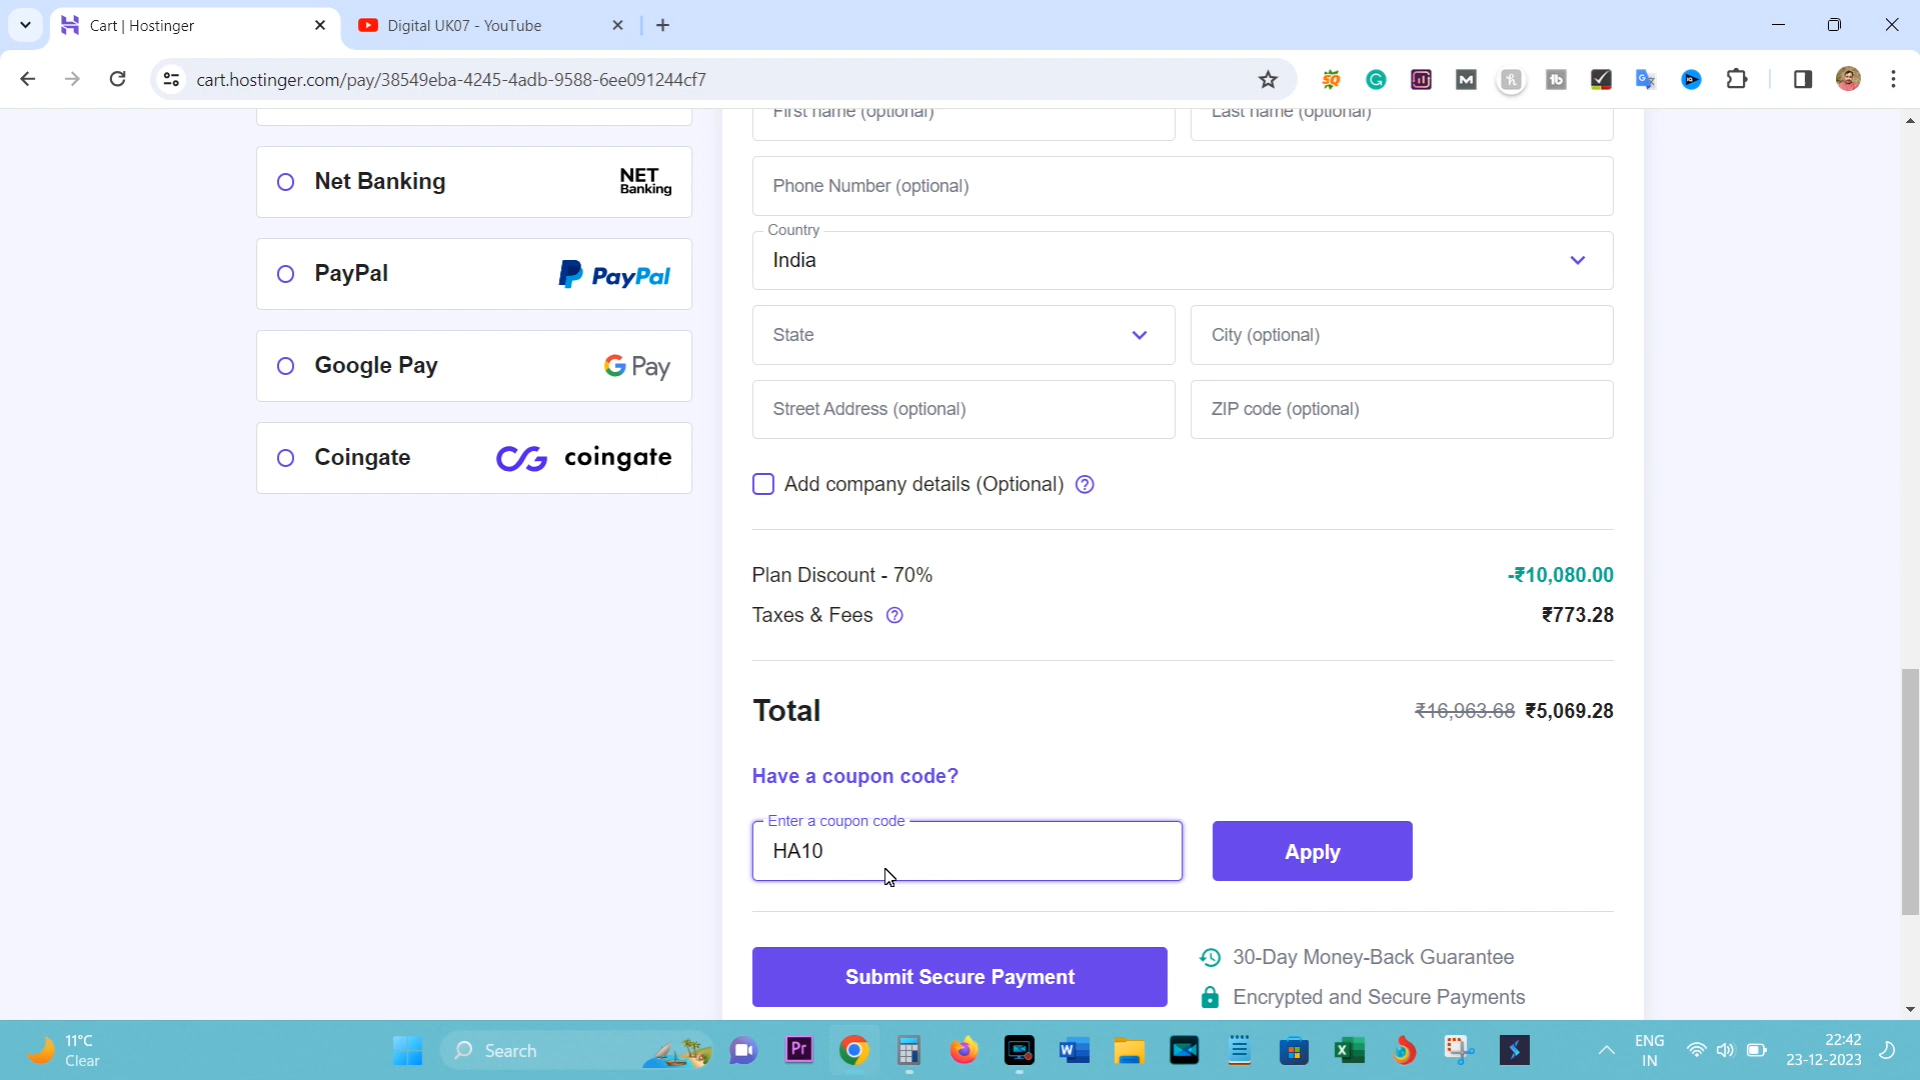 Cart | Hostinger
Digital UK07 - YouTube
cart.hostinger.com/pay/38549eba-4245-4adb-9588-6ee091244cf7
First name (optional)
Last name (optional)
Net Banking
NET
Banking
Phone Number (optional)
Country
India
PayPal
PayPal
State
City (optional)
Google Pay
G Pay
Street Address (optional)
ZIP code (optional)
Coingate
coingate
Add company details (Optional)
Plan Discount - 70%
-₹10,080.00
Taxes & Fees
₹773.28
Total
₹16,963.68 ₹5,069.28
Have a coupon code?
Enter a coupon code
HA10
Apply
Submit Secure Payment
30-Day Money-Back Guarantee
Encrypted and Secure Payments
11°C
Clear
Search
Pr
ENG
IN
22:42
23-12-2023